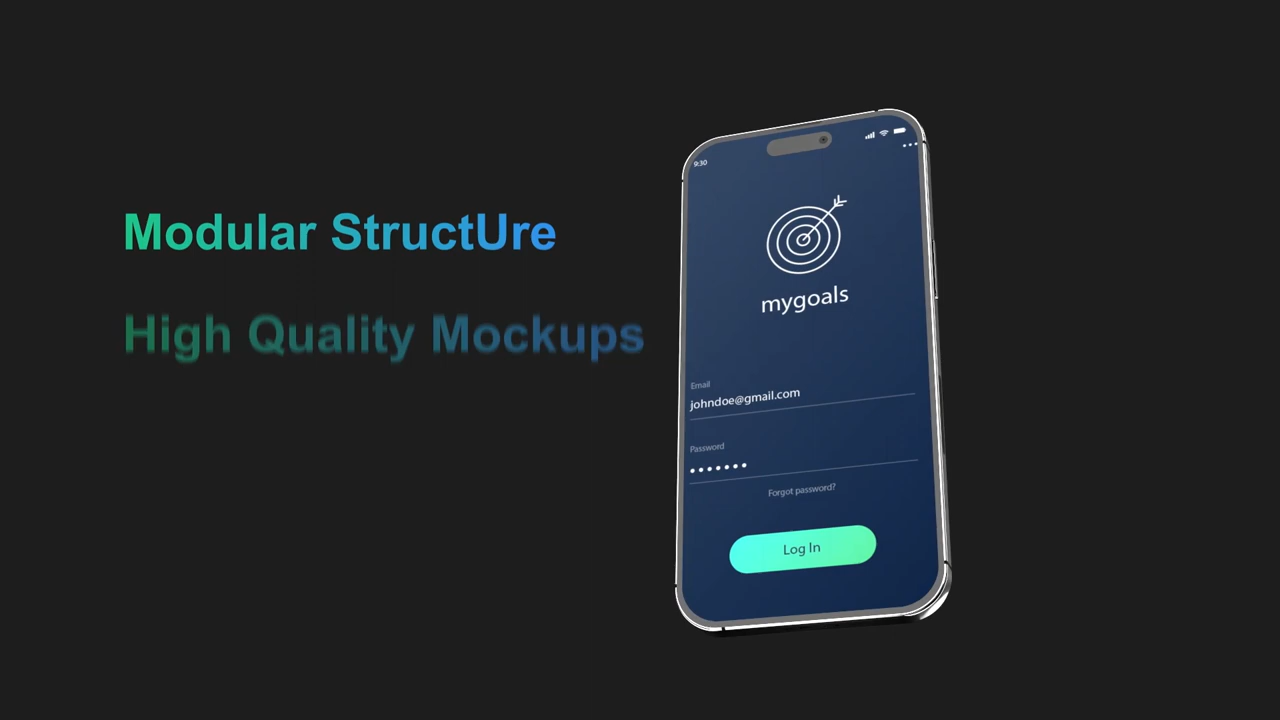 Modular StructUre
High Quality Mockups
9:30
mygoals
Email
johndoe@gmail.com
Password
Forgot password?
Log In